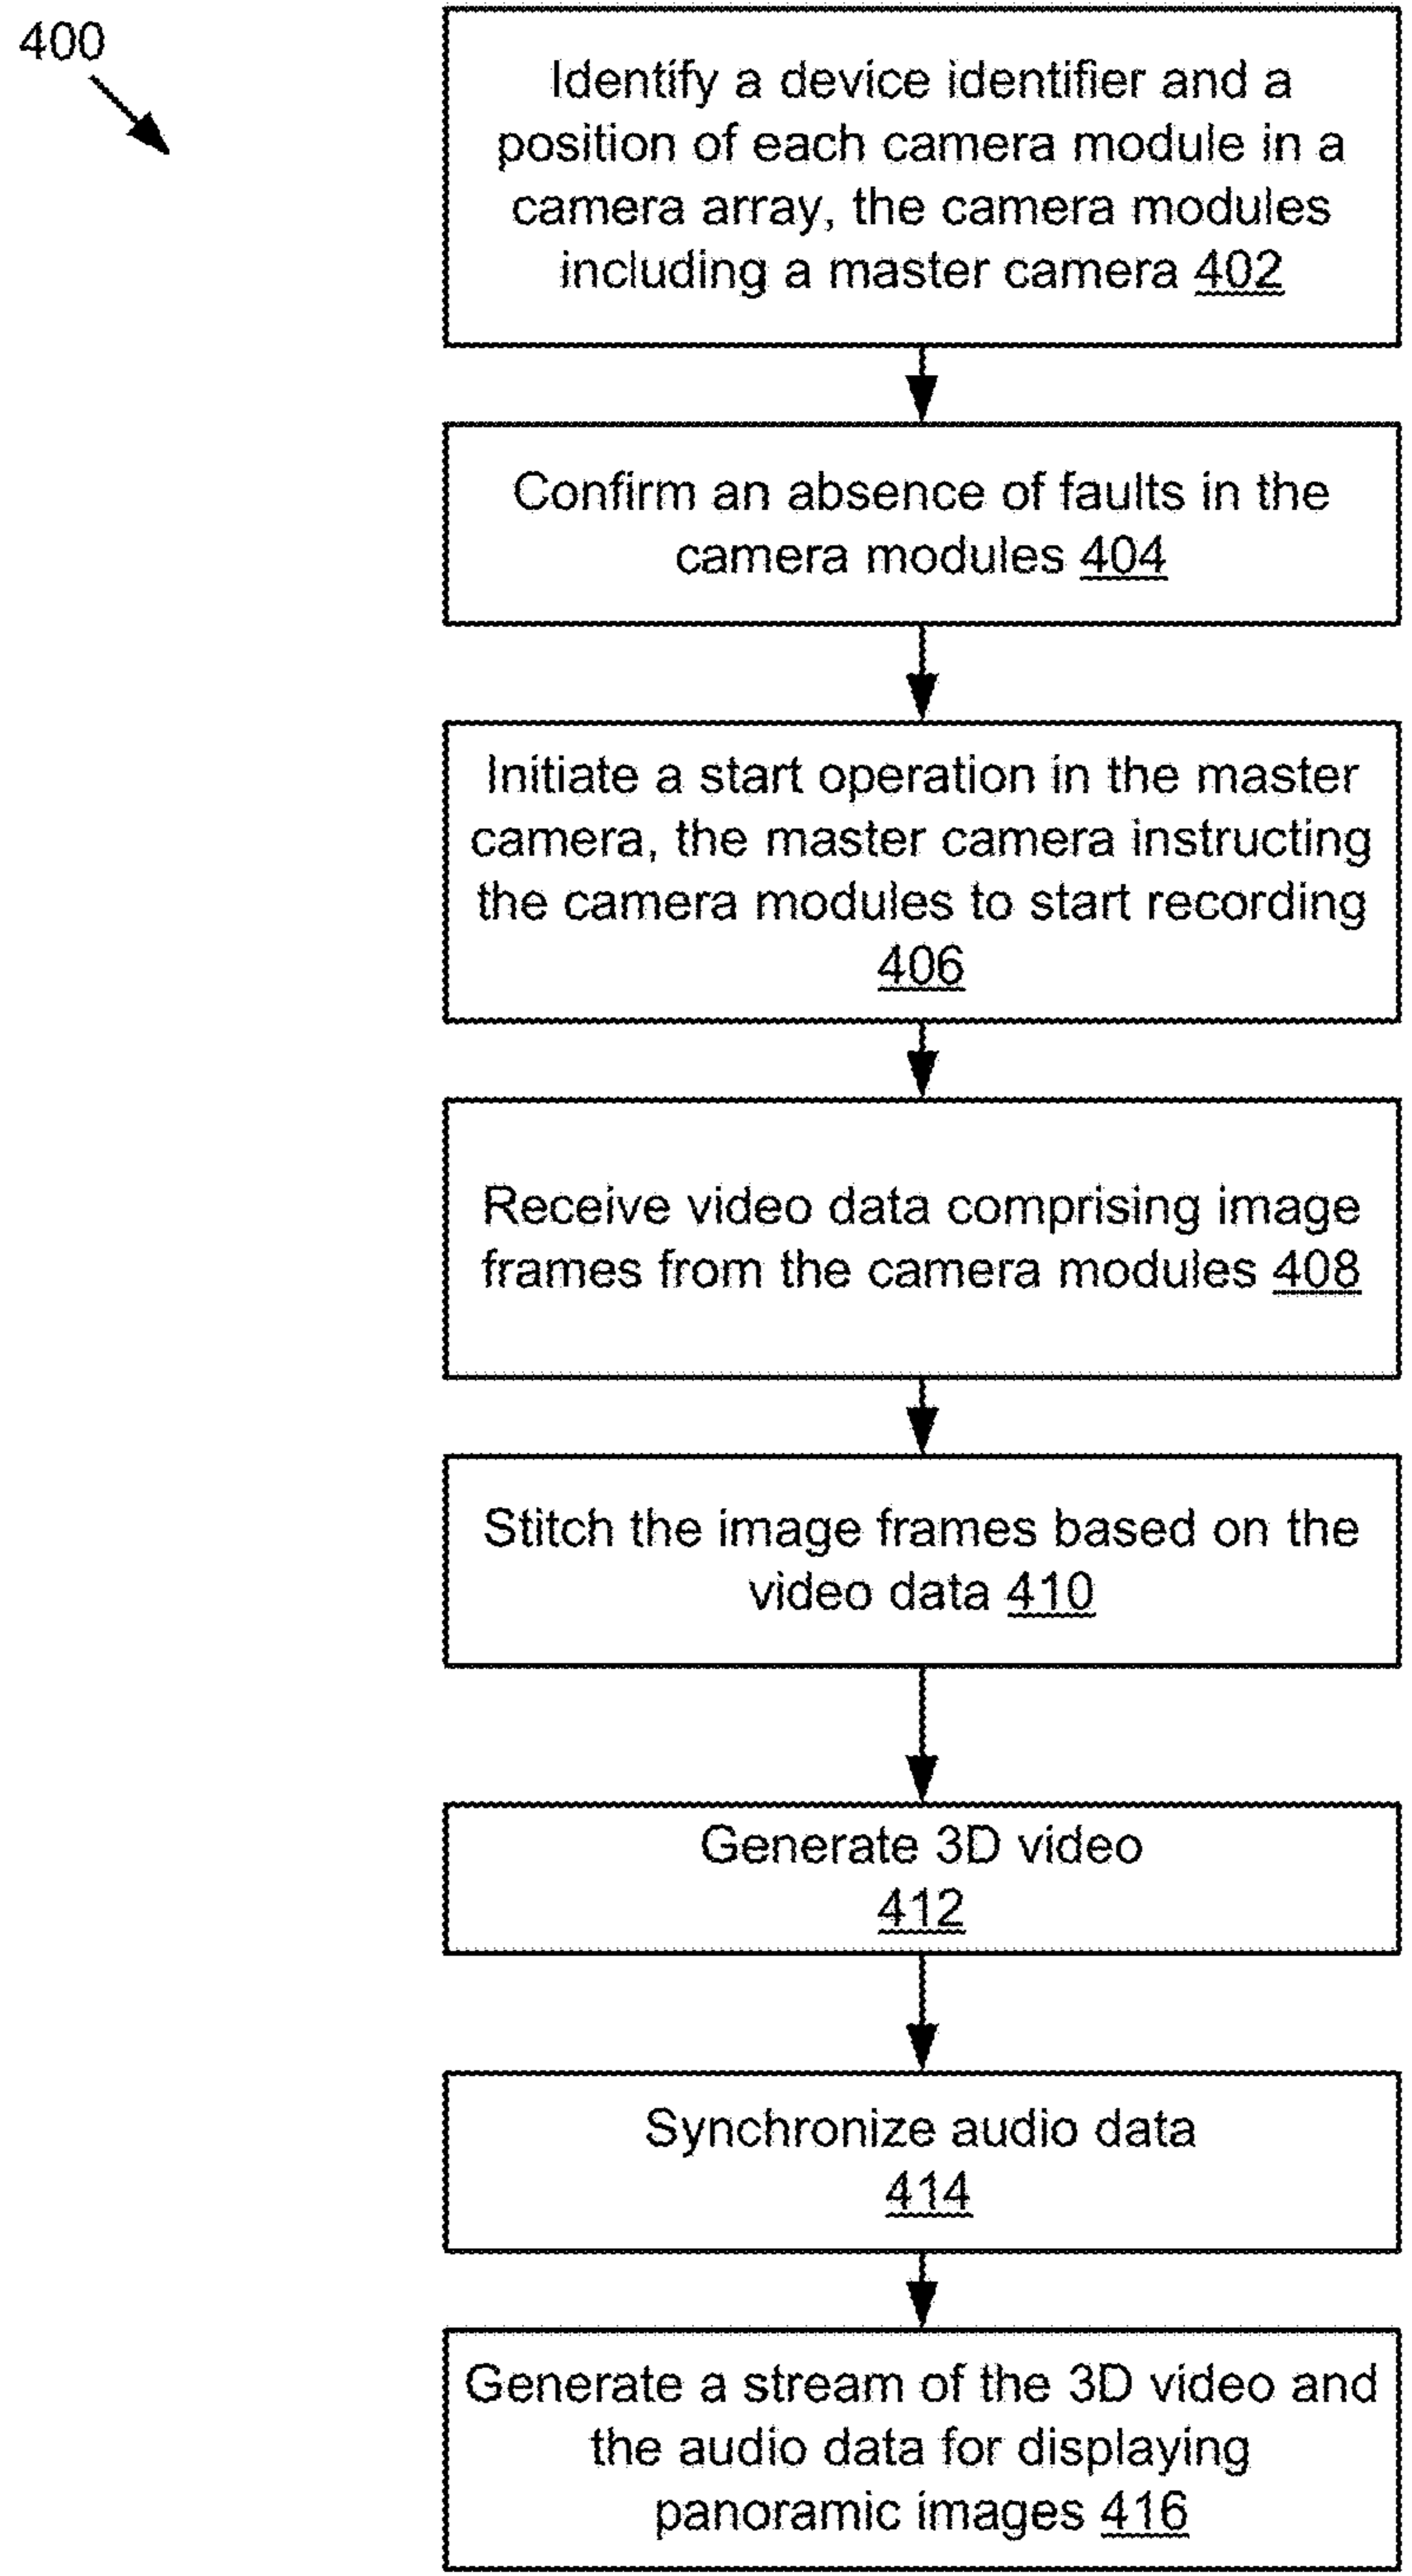 400
Identify a device identifier and a
position of each camera module in a
camera array, the camera modules
including a master camera 402
Confirm an absence of faults in the
camera modules 404
Initiate a start operation in the master
camera, the master camera instructing
the camera modules to start recording
406
Receive video data comprising image
frames from the camera modules 408
Stitch the image frames based on the
video data 410
Generate 3D video
412
Synchronize audio data
414
Generate a stream of the 3D video and
the audio data for displaying
panoramic images 416